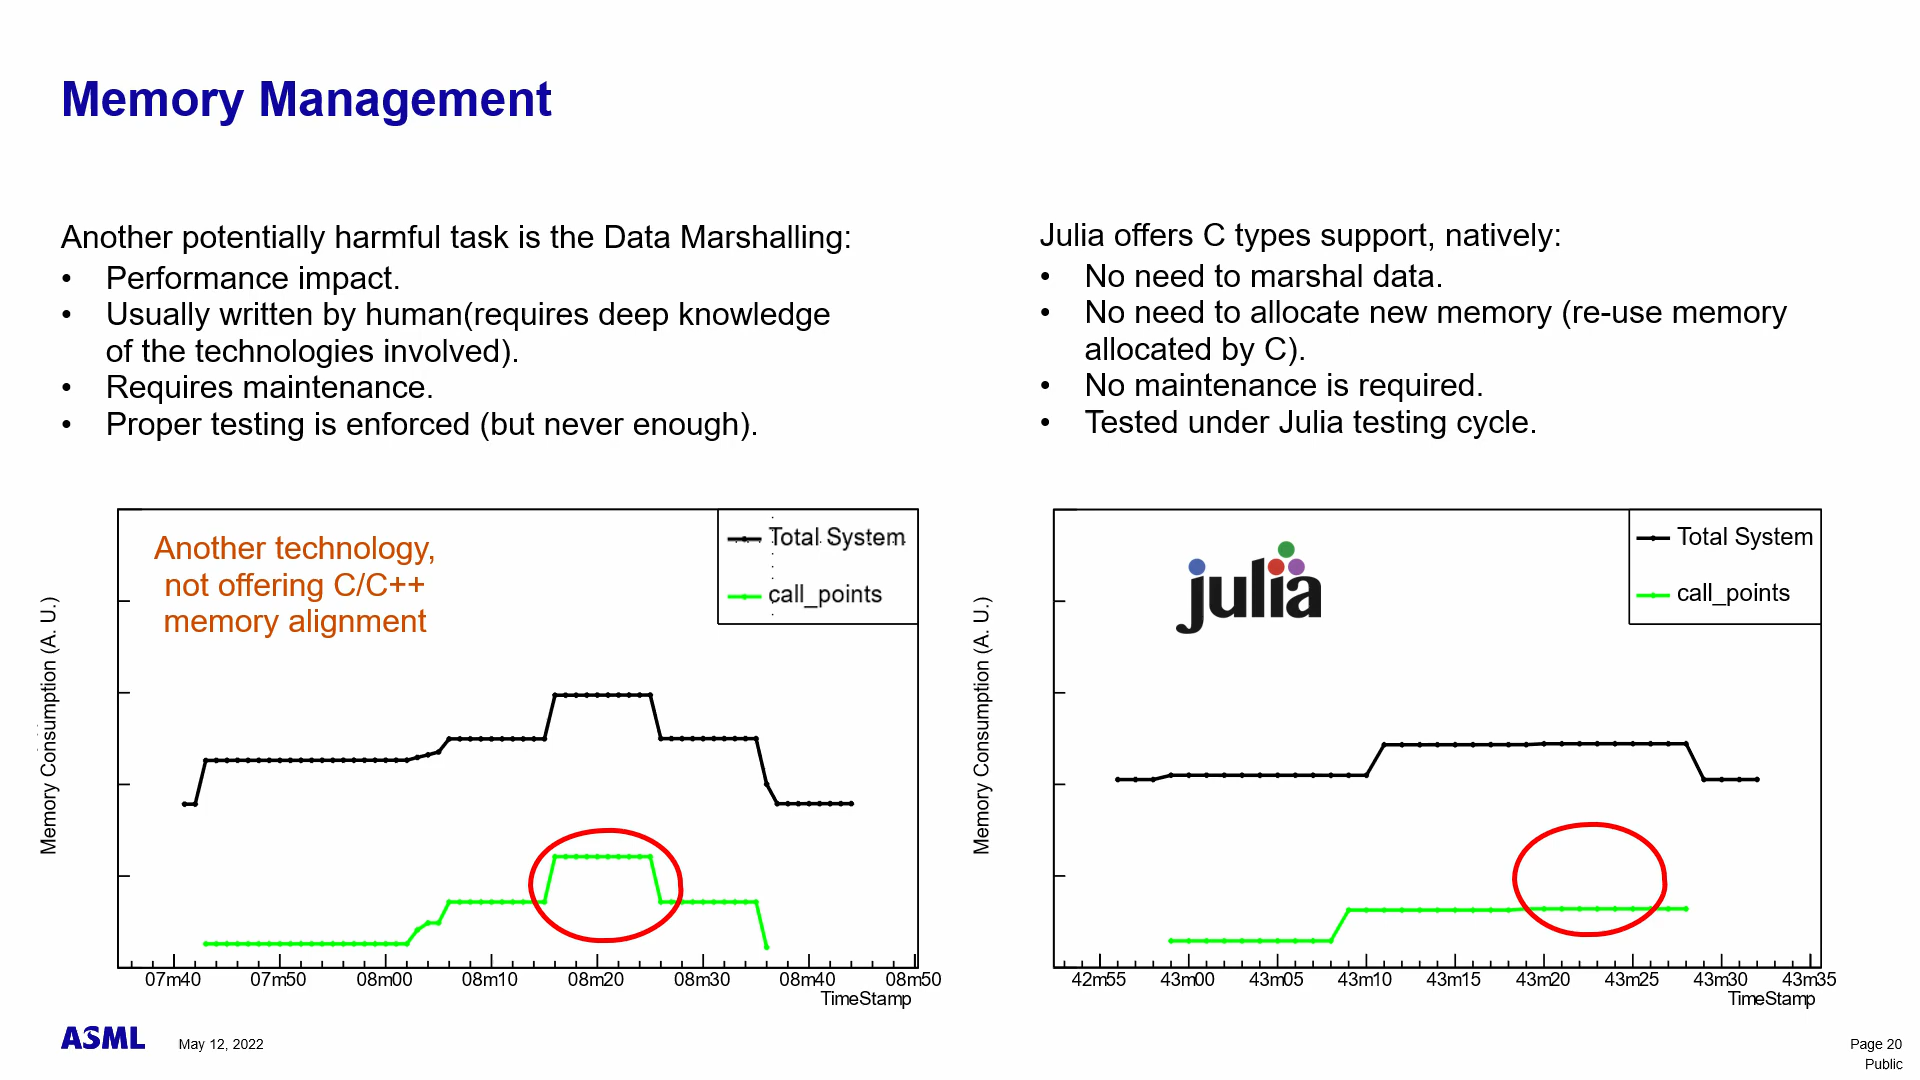 Memory Management
Another potentially harmful task is the Data Marshalling:
• Performance impact.
• Usually written by human(requires deep knowledge
of the technologies involved).
• Requires maintenance.
• Proper testing is enforced (but never enough).
Julia offers C types support, natively:
• No need to marshal data.
• No need to allocate new memory (re-use memory
allocated by C).
• No maintenance is required.
• Tested under Julia testing cycle.
Another technology,
not offering C/C++
memory alignment
Total System
call_points
Memory Consumption (A. U.)
07m40 07m50 08m00 08m10 08m20 08m30 08m40 08m50
TimeStamp
julia
Total System
call_points
Memory Consumption (A. U.)
42m55 43m00 43m05 43m10 43m15 43m20 43m25 43m30 43m35
TimeStamp
ASML
May 12, 2022
Page 20
Public